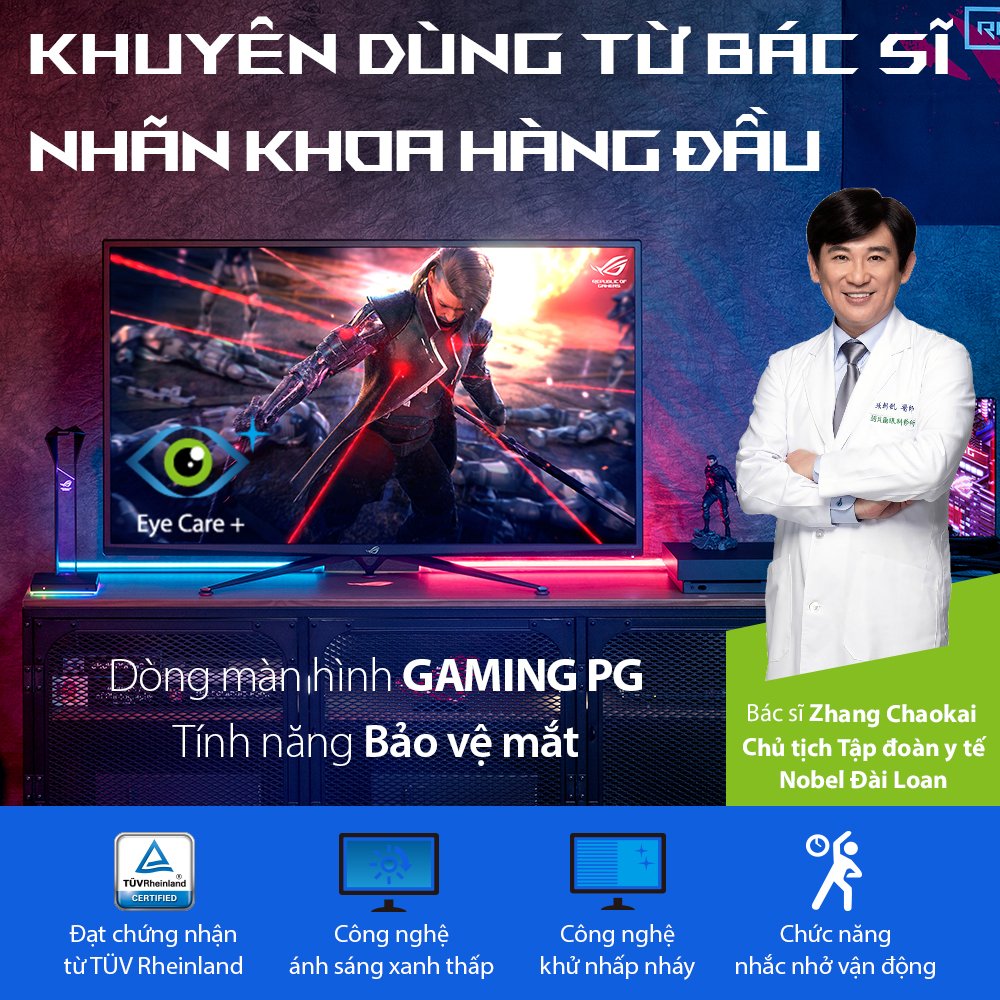 KHUYÊN DÙNG TỪ BÁC SĨ
NHÃN KHOA HÀNG ĐẦU
REPUBLIC OF
GAMERS
Eye Care +
Dòng màn hình GAMING PG
Tính năng Bảo vệ mắt
Bác sĩ Zhang Chaokai
Chủ tịch Tập đoàn y tế
Nobel Đài Loan
TÜVRheinland®
CERTIFIED
Đạt chứng nhận
từ TÜV Rheinland
Công nghệ
ánh sáng xanh thấp
Công nghệ
khử nhấp nháy
Chức năng
nhắc nhở vận động